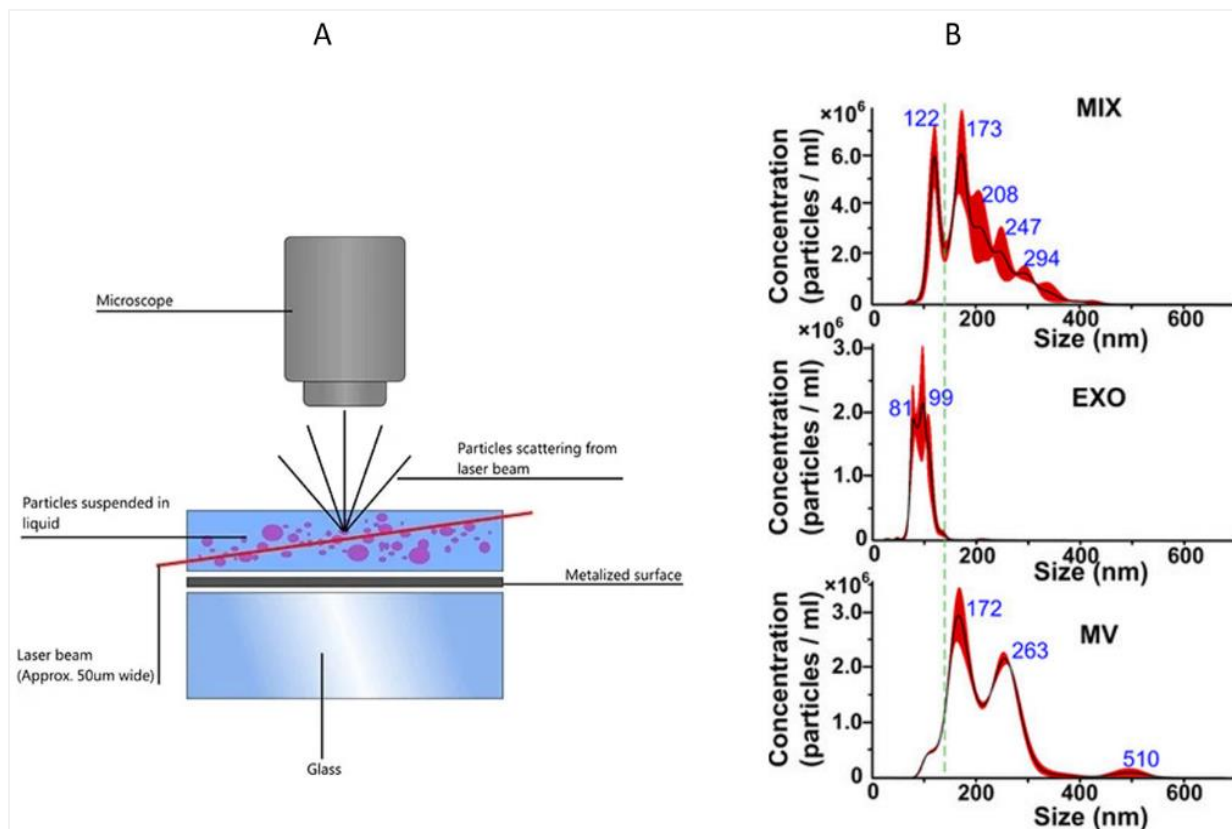 A
Microscope
Particles scattering from
laser beam
Particles suspended in
liquid
Metalized surface
Laser beam
(Approx. 50um wide)
Glass
B
×10⁶
MIX
122
173
6.0
208
4.0
247
2.0
294
0
0
200
400
600
Concentration
(particles / ml)
Size (nm)
×10⁶
3.0
EXO
81
99
2.0
1.0
0
0
200
400
600
Concentration
(particles / ml)
Size (nm)
×10⁶
172
3.0
MV
263
2.0
1.0
510
0
0
200
400
600
Concentration
(particles / ml)
Size (nm)